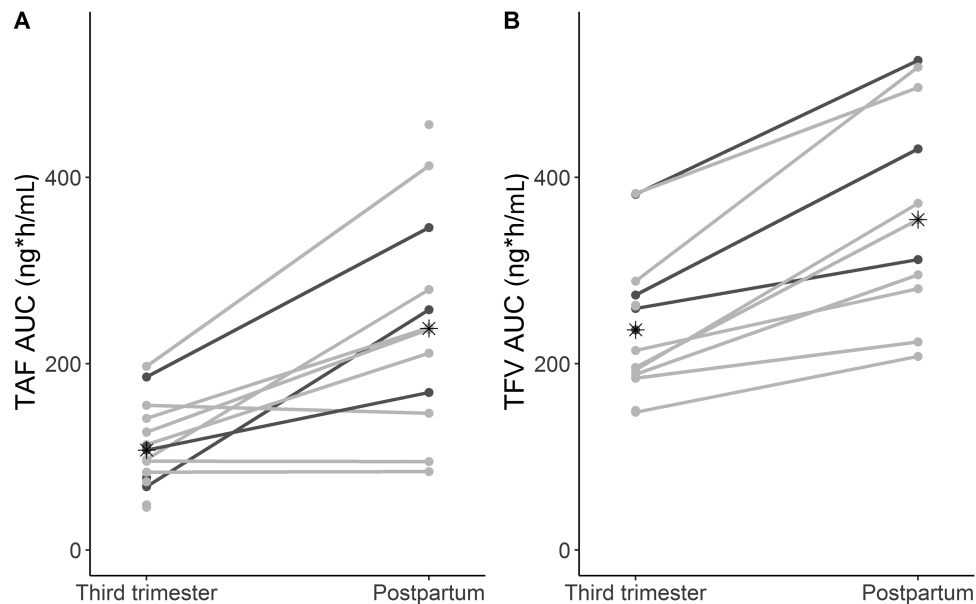 A
TAF AUC (ng*h/mL)
400
200
0
Third trimester
Postpartum
B
TFV AUC (ng*h/mL)
400
200
0
Third trimester
Postpartum